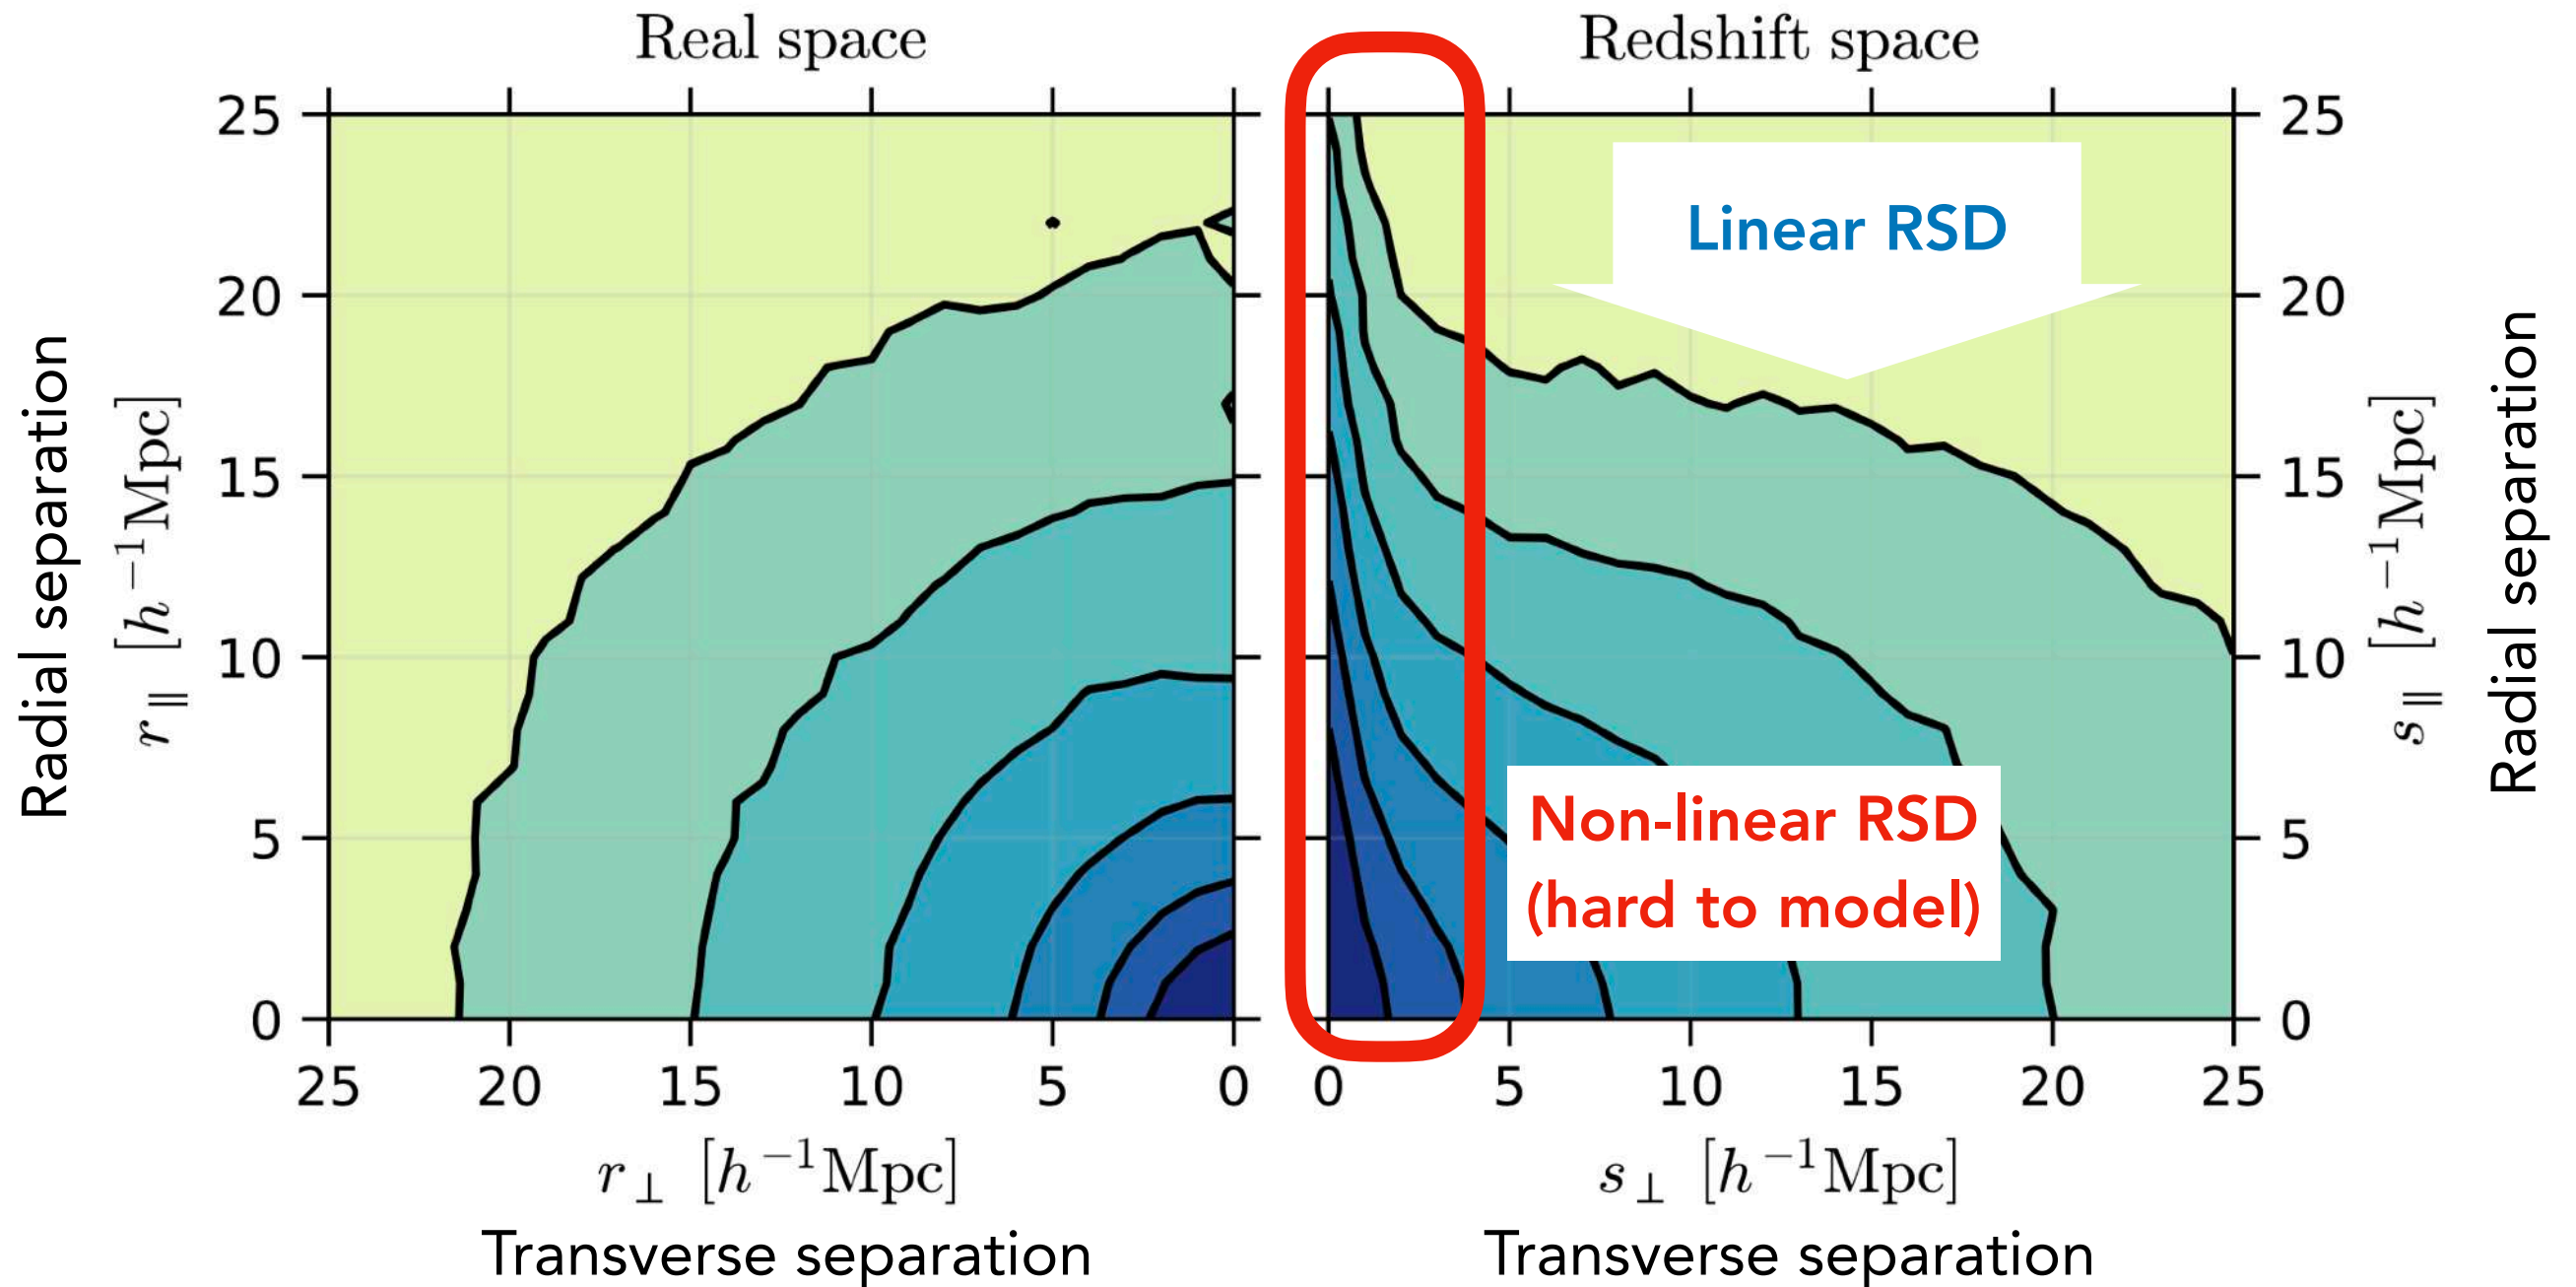 Real space
Redshift space
25
20
15
10
5
0
25
20
15
10
5
0
Radial separation
r∥ [h⁻¹Mpc]
25
20
15
10
5
0
r⊥ [h⁻¹Mpc]
Transverse separation
Linear RSD
Non-linear RSD
(hard to model)
0
5
10
15
20
25
s⊥ [h⁻¹Mpc]
Transverse separation
s∥ [h⁻¹Mpc]
Radial separation